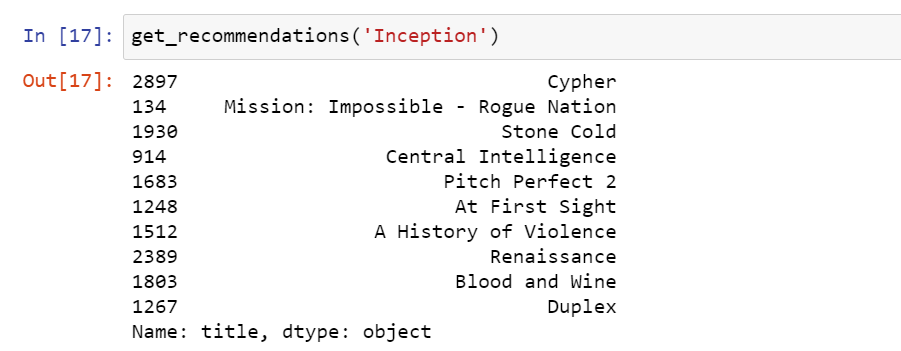 In [17]: get_recommendations('Inception')
Out[17]: 2897 Cypher
134 Mission: Impossible - Rogue Nation
1930 Stone Cold
914 Central Intelligence
1683 Pitch Perfect 2
1248 At First Sight
1512 A History of Violence
2389 Renaissance
1803 Blood and Wine
1267 Duplex
Name: title, dtype: object